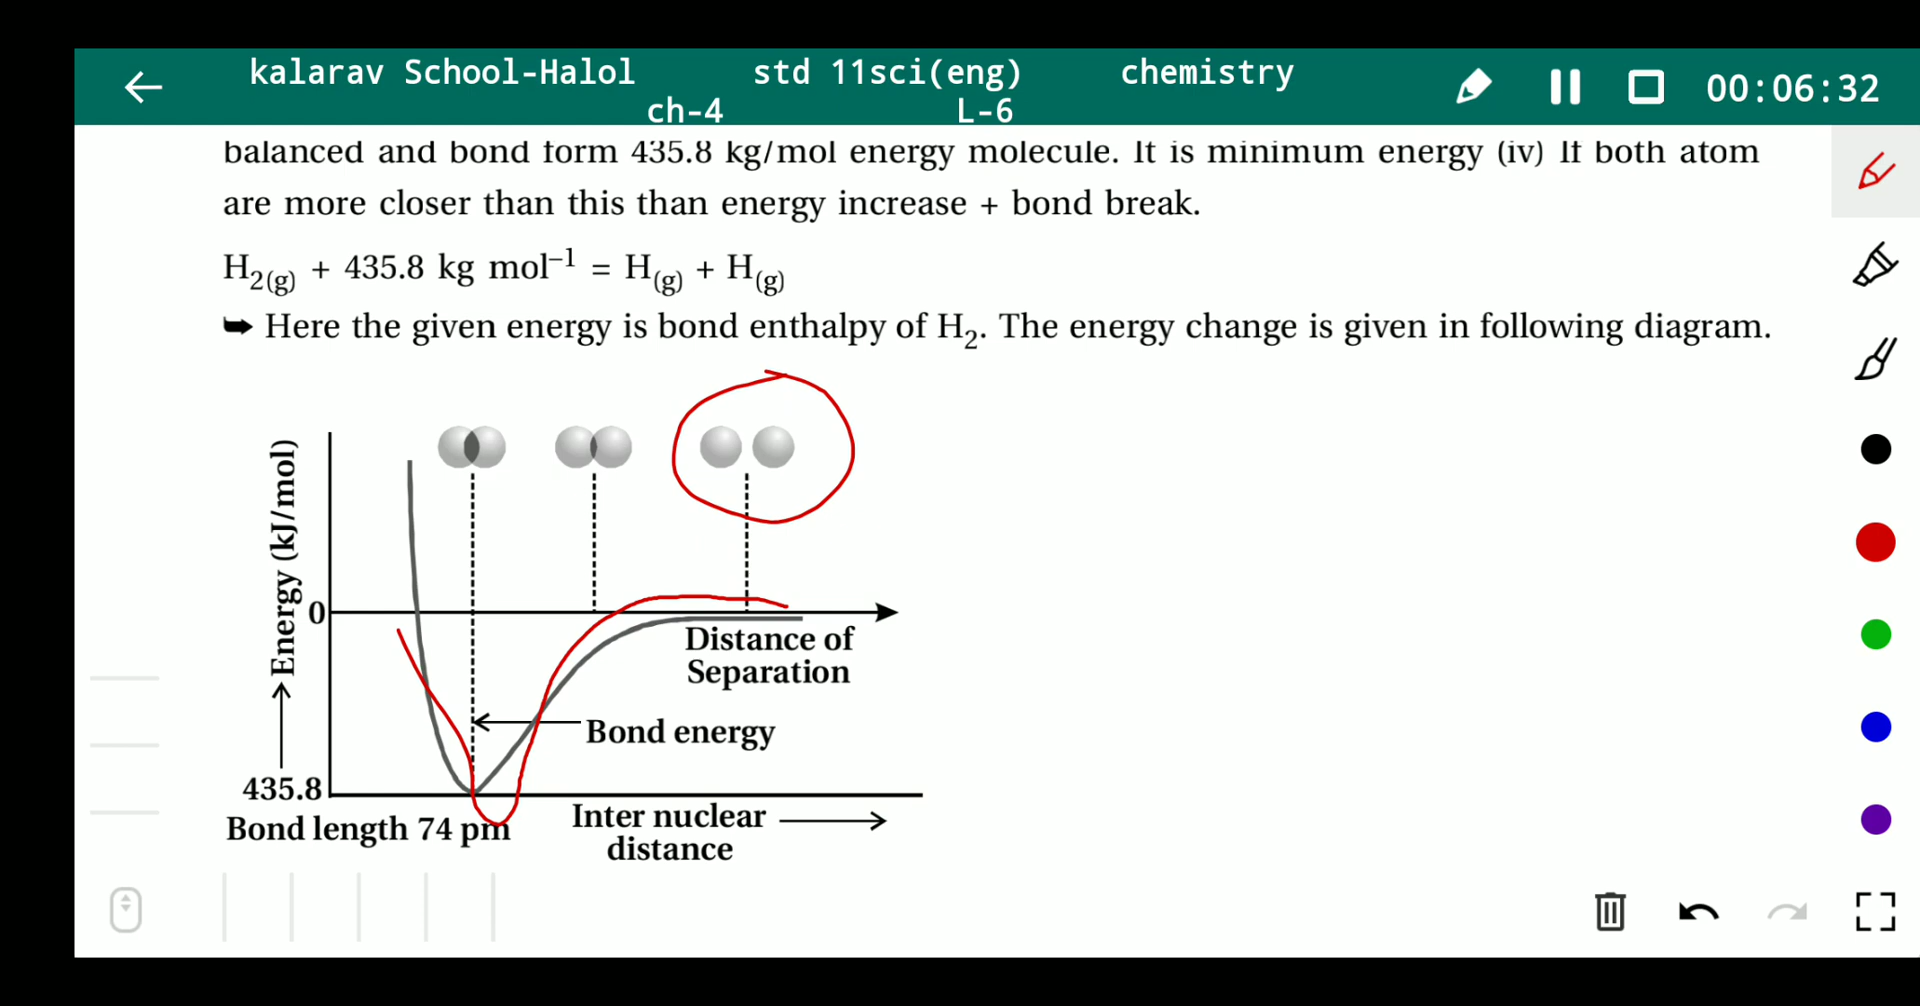 kalarav School-Halol std 11sci(eng) chemistry
ch-4 L-6
00:06:32
balanced and bond form 435.8 kg/mol energy molecule. It is minimum energy (iv) If both atom
are more closer than this than energy increase + bond break.
H₂(g) + 435.8 kg mol⁻¹ = H(g) + H(g)
➥ Here the given energy is bond enthalpy of H₂. The energy change is given in following diagram.
Energy (kJ/mol)
0
Distance of
Separation
Bond energy
435.8
Bond length 74 pm
Inter nuclear
distance